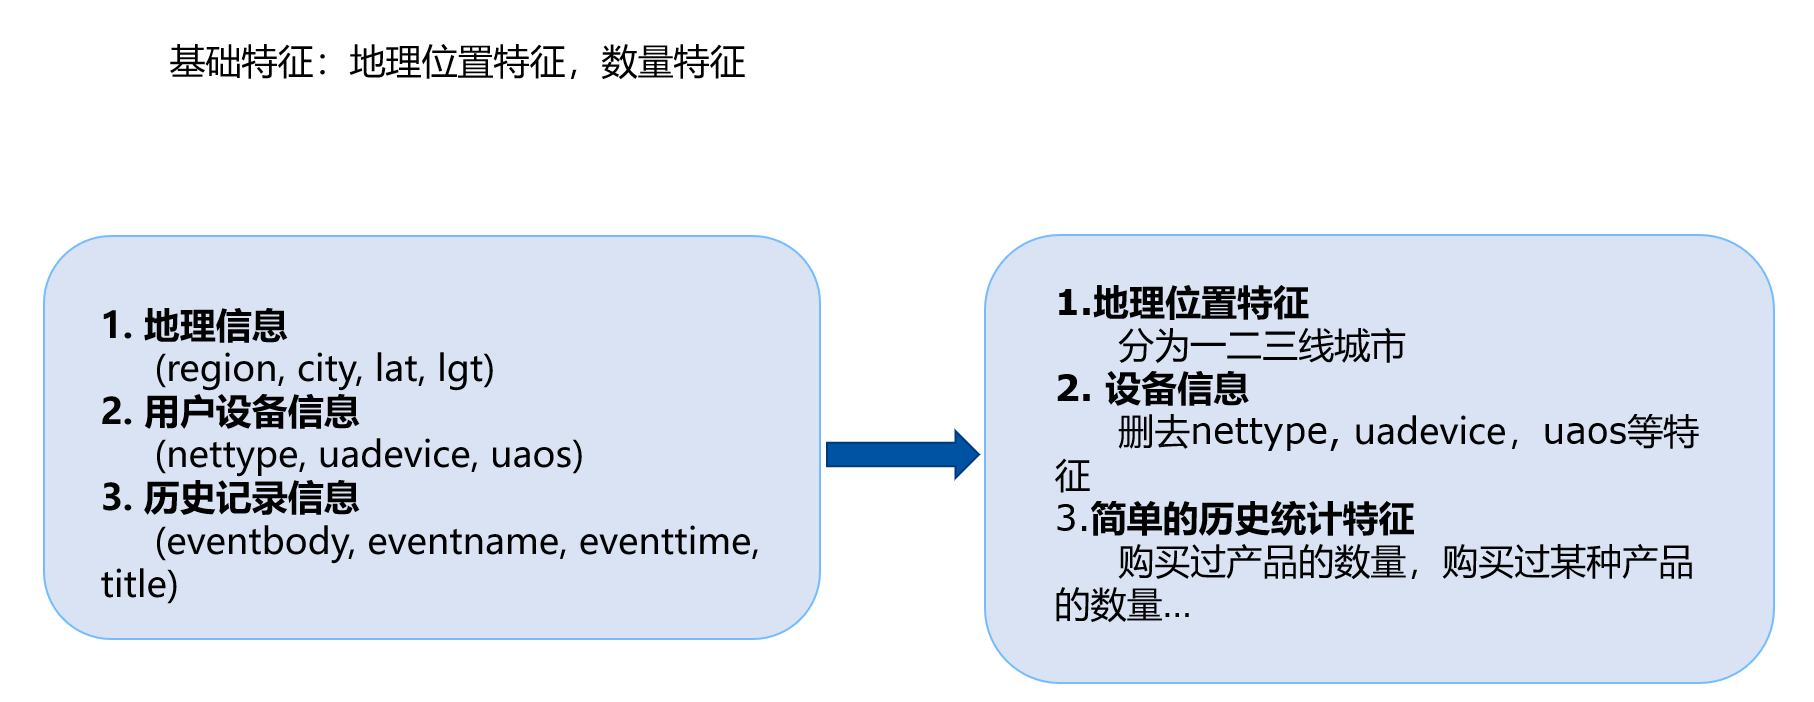 基础特征：地理位置特征，数量特征
1. 地理信息
(region, city, lat, lgt)
2. 用户设备信息
(nettype, uadevice, uaos)
3. 历史记录信息
(eventbody, eventname, eventtime,
title)
1.地理位置特征
分为一二三线城市
2. 设备信息
删去nettype, uadevice，uaos等特
征
3.简单的历史统计特征
购买过产品的数量，购买过某种产品
的数量...